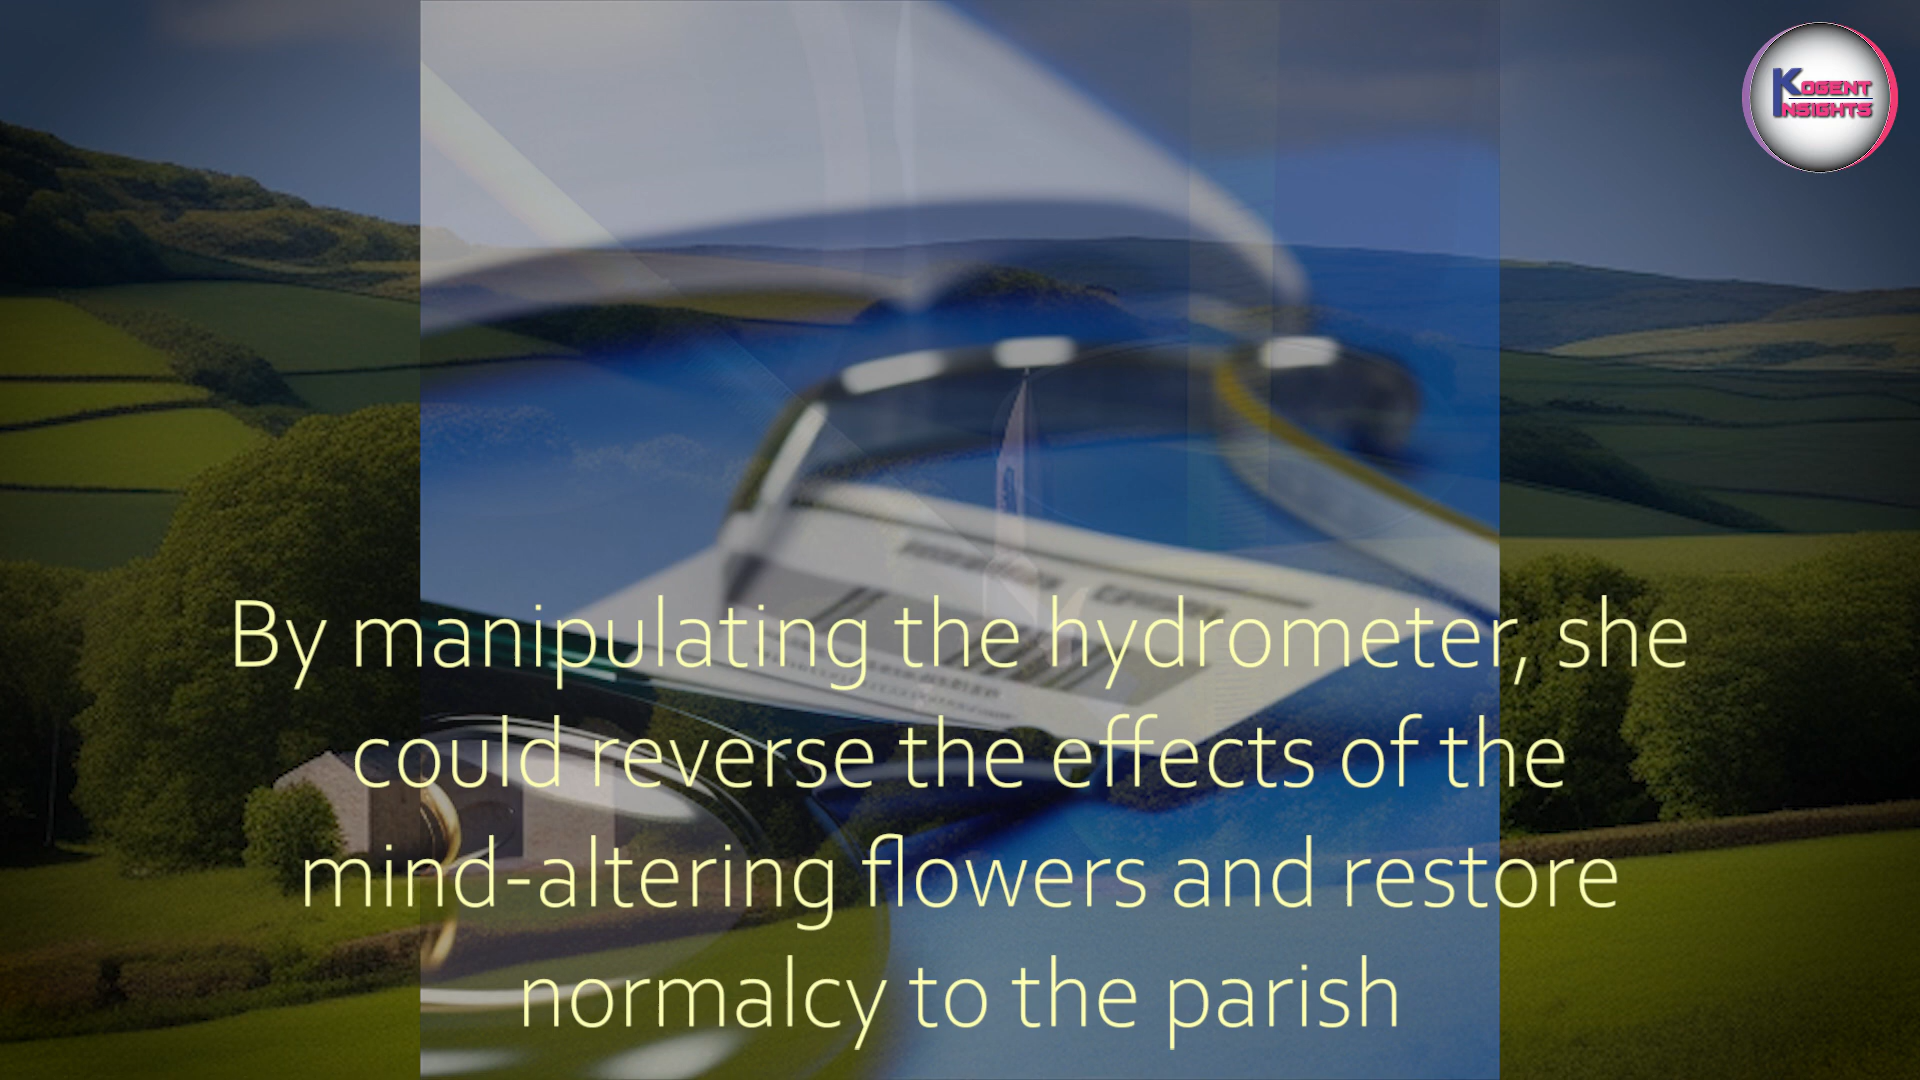 KOGENT
INSIGHTS
By manipulating the hydrometer, she
could reverse the effects of the
mind-altering flowers and restore
normalcy to the parish